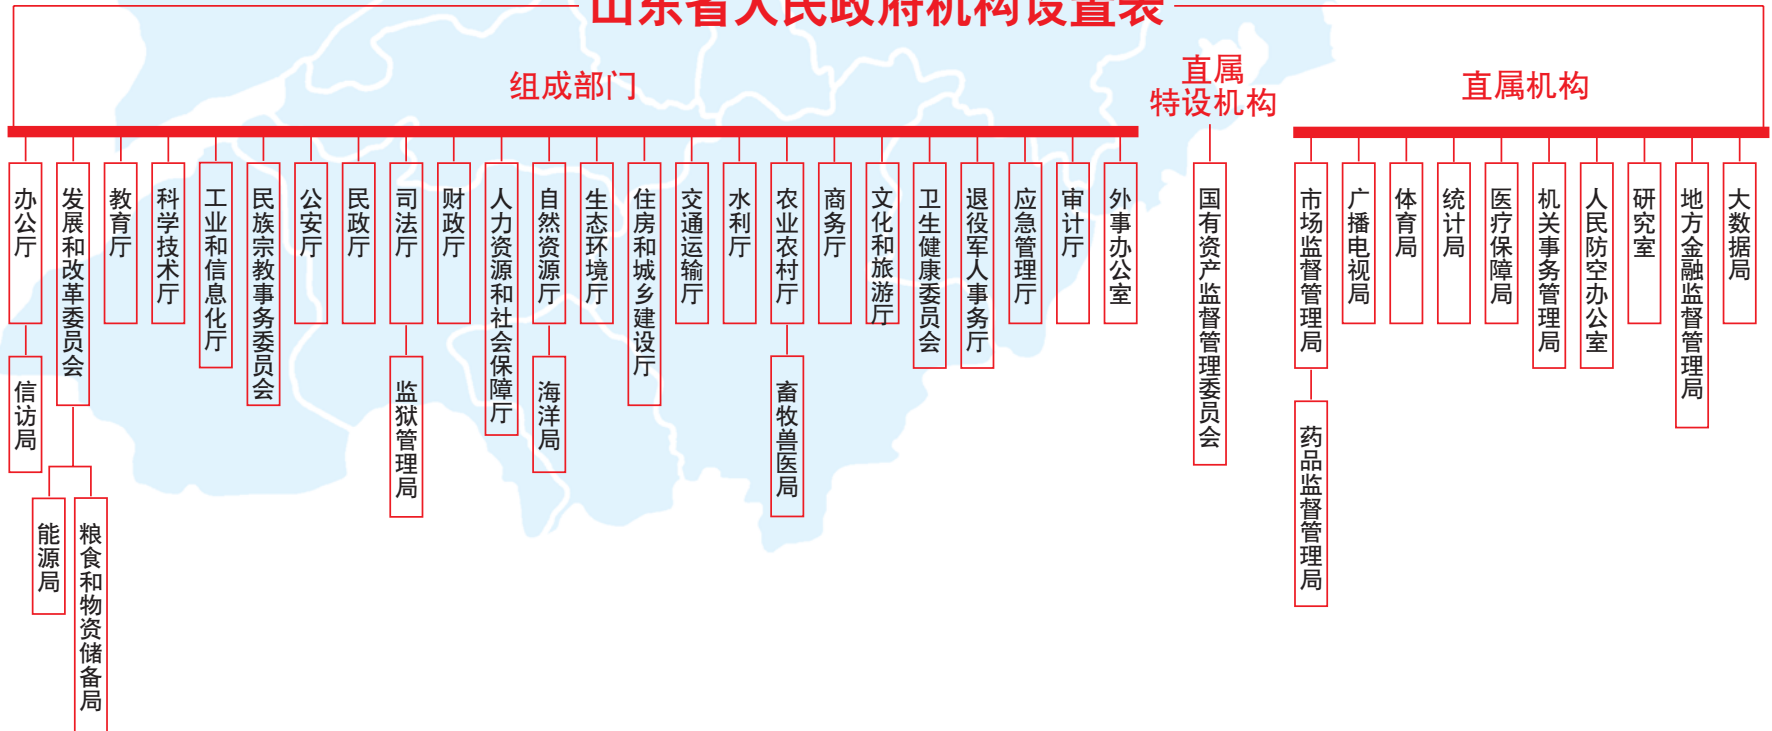 山东省人民政府机构设置表
组成部门
直属
特设机构
直属机构
办公厅
发展和改革委员会
教育厅
科学技术厅
工业和信息化厅
民族宗教事务委员会
公安厅
民政厅
司法厅
财政厅
人力资源和社会保障厅
自然资源厅
生态环境厅
住房和城乡建设厅
交通运输厅
水利厅
农业农村厅
商务厅
文化和旅游厅
卫生健康委员会
退役军人事务厅
应急管理厅
审计厅
外事办公室
国有资产监督管理委员会
市场监督管理局
广播电视局
体育局
统计局
医疗保障局
机关事务管理局
人民防空办公室
研究室
地方金融监督管理局
大数据局
信访局
监狱管理局
海洋局
畜牧兽医局
药品监督管理局
能源局
粮食和物资储备局